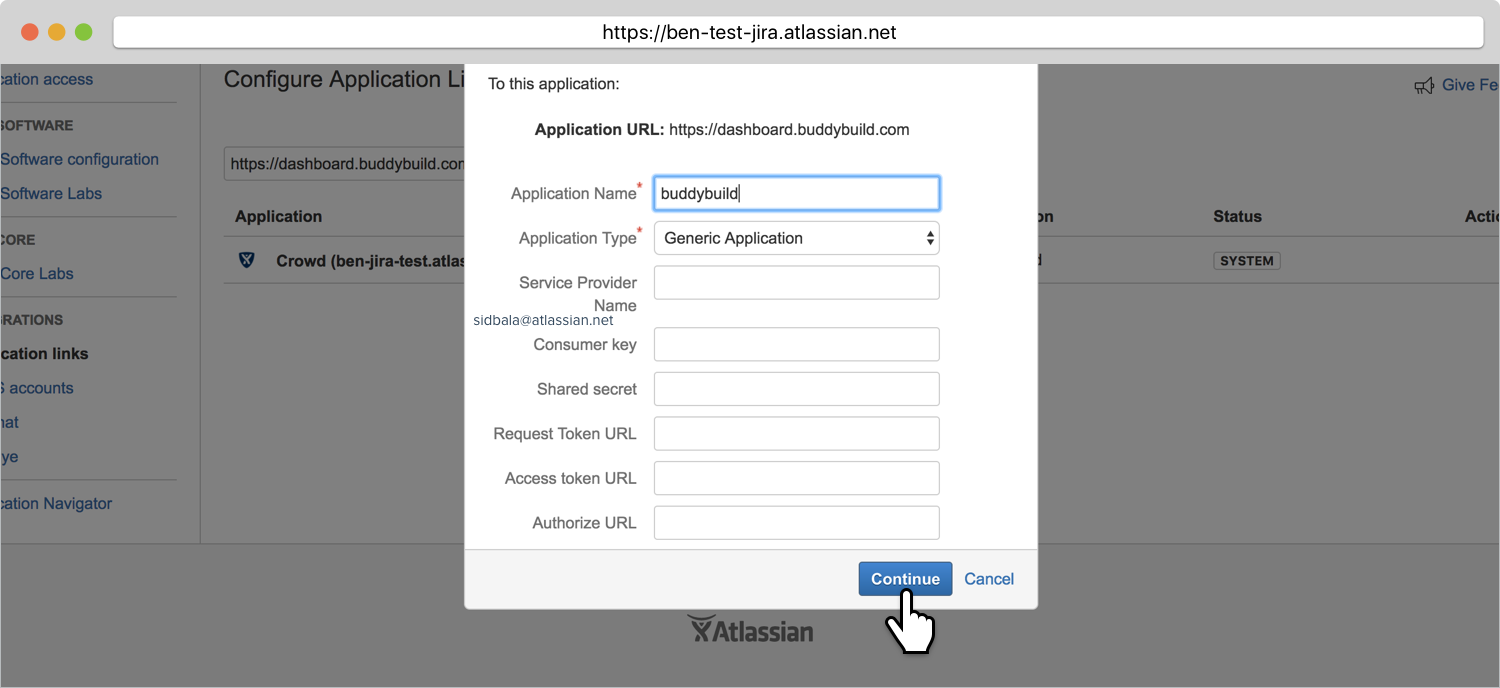 https://ben-test-jira.atlassian.net
cation access
Configure Application Li
To this application:
Give Fe
Application URL: https://dashboard.buddybuild.com
SOFTWARE
Software configuration
https://dashboard.buddybuild.con
Application Name*
buddybuild
Software Labs
Application
on
Status
Actic
Application Type*
Generic Application
CORE
Crowd (ben-jira-test.atlas
SYSTEM
Core Labs
Service Provider
Name
GRATIONS
sidbala@atlassian.net
Consumer key
cation links
S accounts
Shared secret
hat
Request Token URL
ye
Access token URL
cation Navigator
Authorize URL
Continue
Cancel
Atlassian